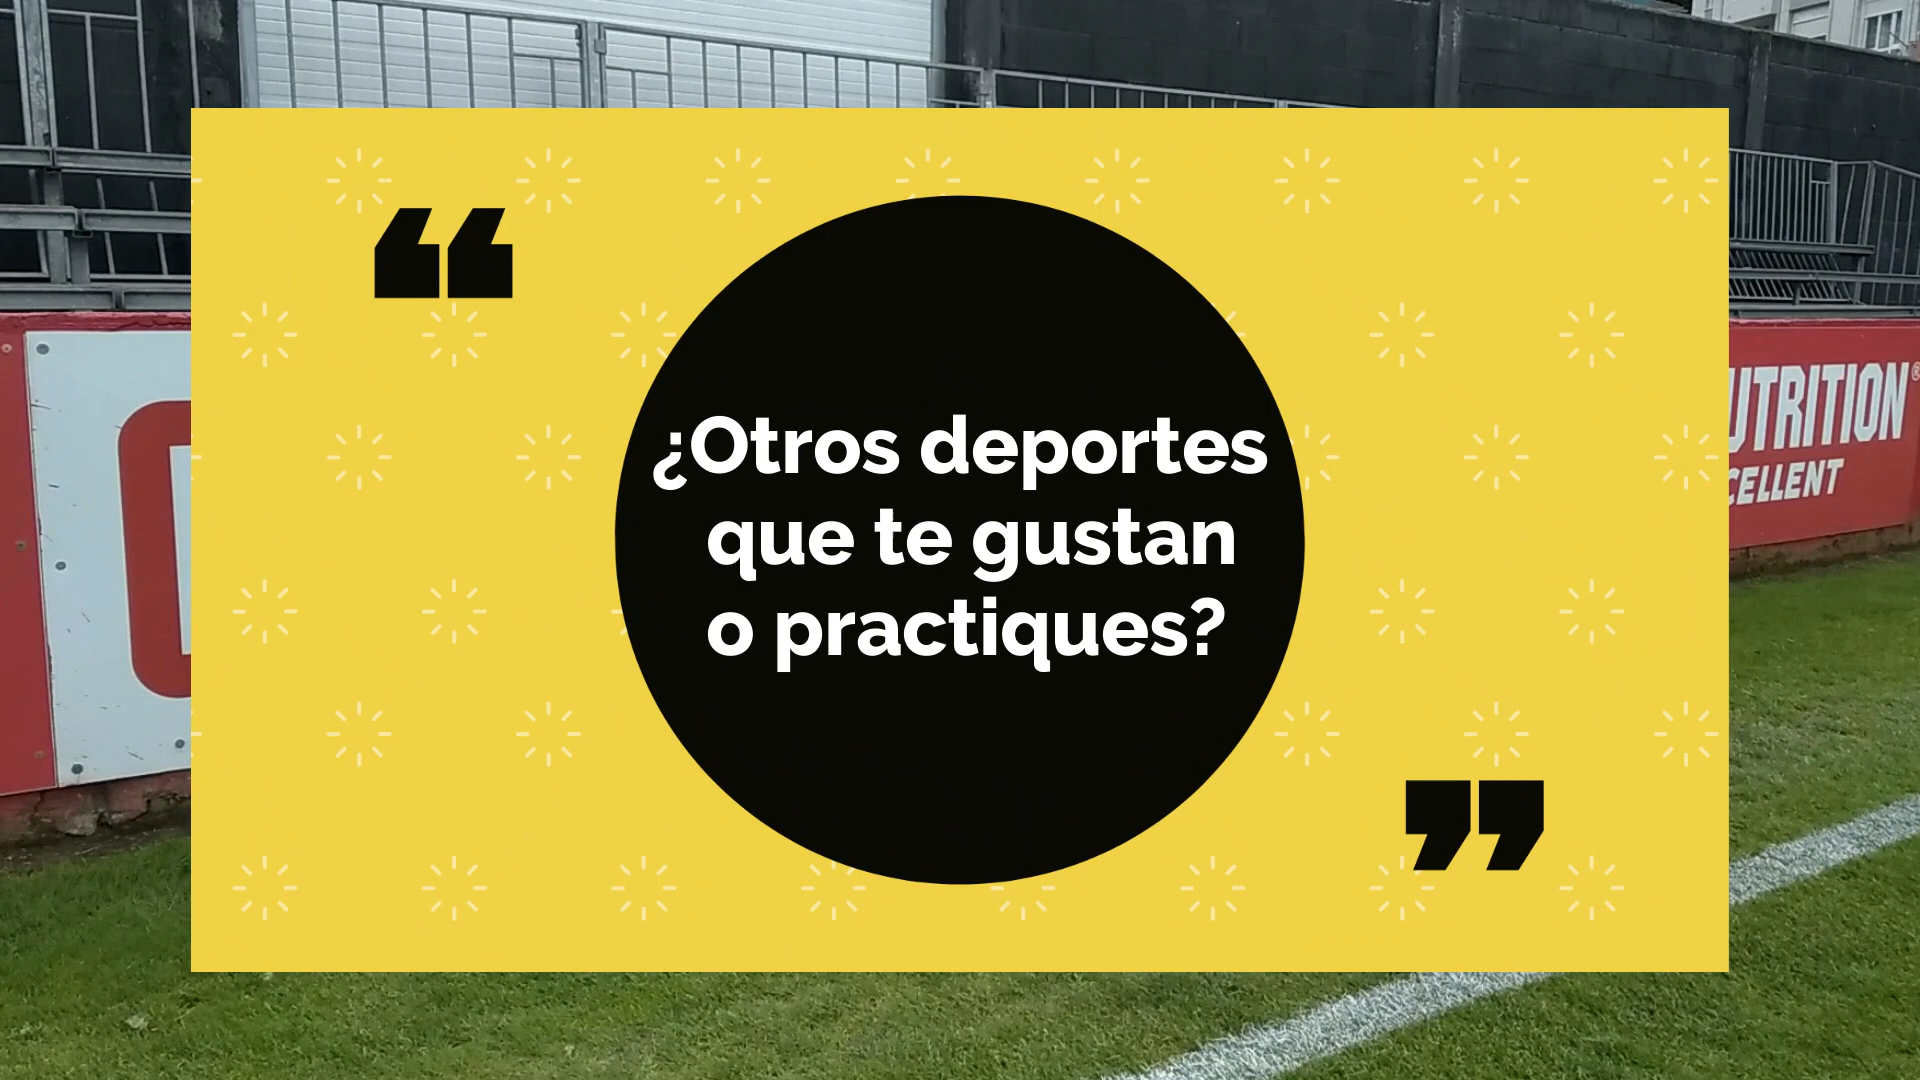 ¿Otros deportes
que te gustan
o practiques?
UTRITION®
CELLENT